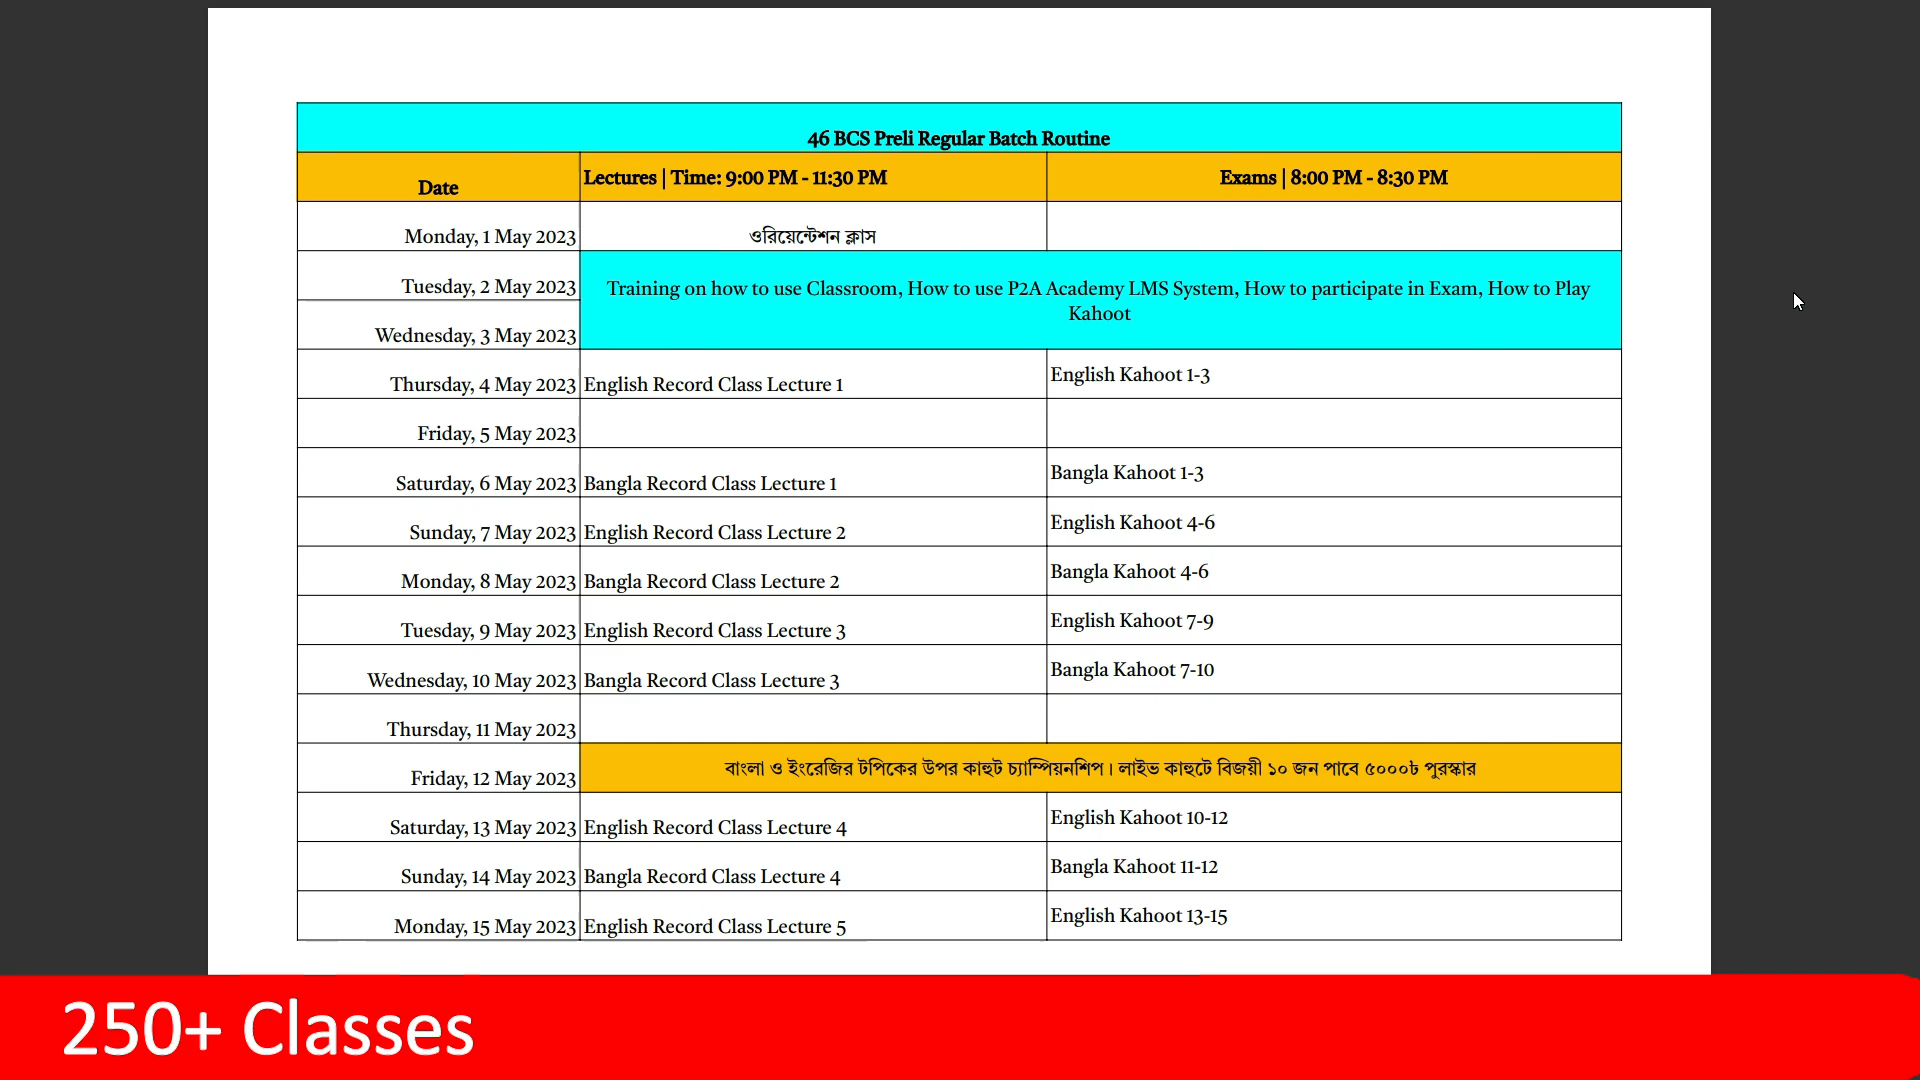 46 BCS Preli Regular Batch Routine
Date
Lectures | Time: 9:00 PM - 11:30 PM
Exams | 8:00 PM - 8:30 PM
Monday, 1 May 2023
ওরিয়েন্টেশন ক্লাস
Tuesday, 2 May 2023
Training on how to use Classroom, How to use P2A Academy LMS System, How to participate in Exam, How to Play
Kahoot
Wednesday, 3 May 2023
Thursday, 4 May 2023
English Record Class Lecture 1
English Kahoot 1-3
Friday, 5 May 2023
Saturday, 6 May 2023
Bangla Record Class Lecture 1
Bangla Kahoot 1-3
Sunday, 7 May 2023
English Record Class Lecture 2
English Kahoot 4-6
Monday, 8 May 2023
Bangla Record Class Lecture 2
Bangla Kahoot 4-6
Tuesday, 9 May 2023
English Record Class Lecture 3
English Kahoot 7-9
Wednesday, 10 May 2023
Bangla Record Class Lecture 3
Bangla Kahoot 7-10
Thursday, 11 May 2023
Friday, 12 May 2023
বাংলা ও ইংরেজির টপিকের উপর কাহুট চ্যাম্পিয়নশিপ। লাইভ কাহুটে বিজয়ী ১০ জন পাবে ৫০০০৳ পুরস্কার
Saturday, 13 May 2023
English Record Class Lecture 4
English Kahoot 10-12
Sunday, 14 May 2023
Bangla Record Class Lecture 4
Bangla Kahoot 11-12
Monday, 15 May 2023
English Record Class Lecture 5
English Kahoot 13-15
250+ Classes